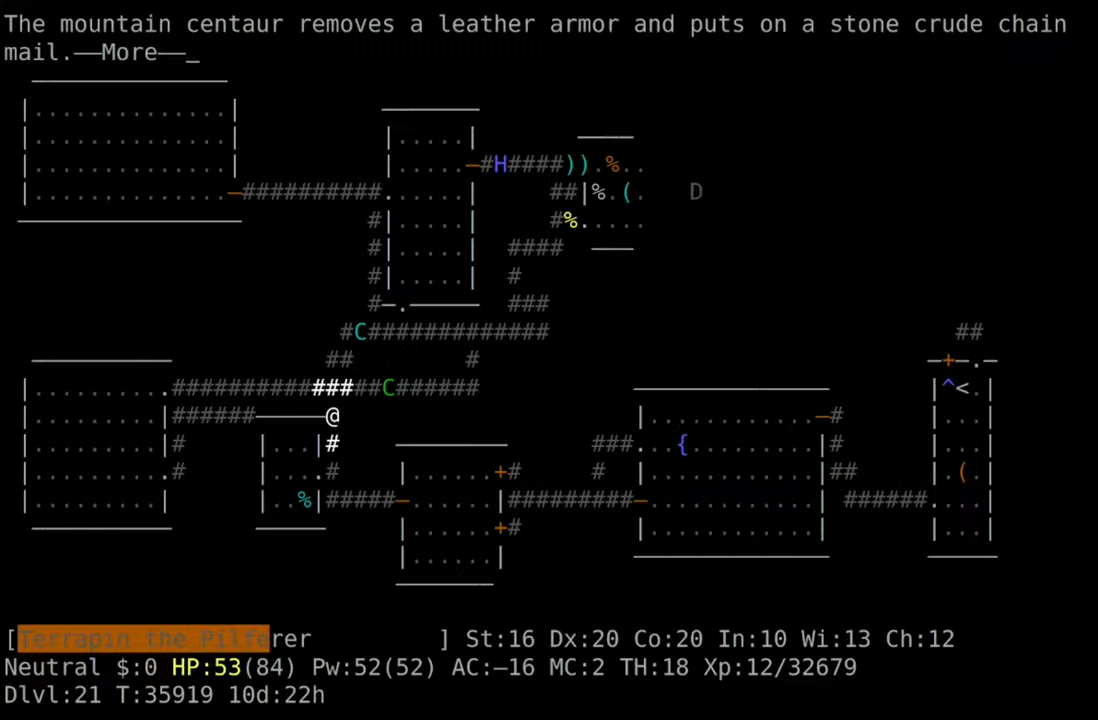 The mountain centaur removes a leather armor and puts on a stone crude chain
mail.--More--_
[Terrapin the Pilferer ] St:16 Dx:20 Co:20 In:10 Wi:13 Ch:12
Neutral $:0 HP:53(84) Pw:52(52) AC:-16 MC:2 TH:18 Xp:12/32679
Dlvl:21 T:35919 10d:22h